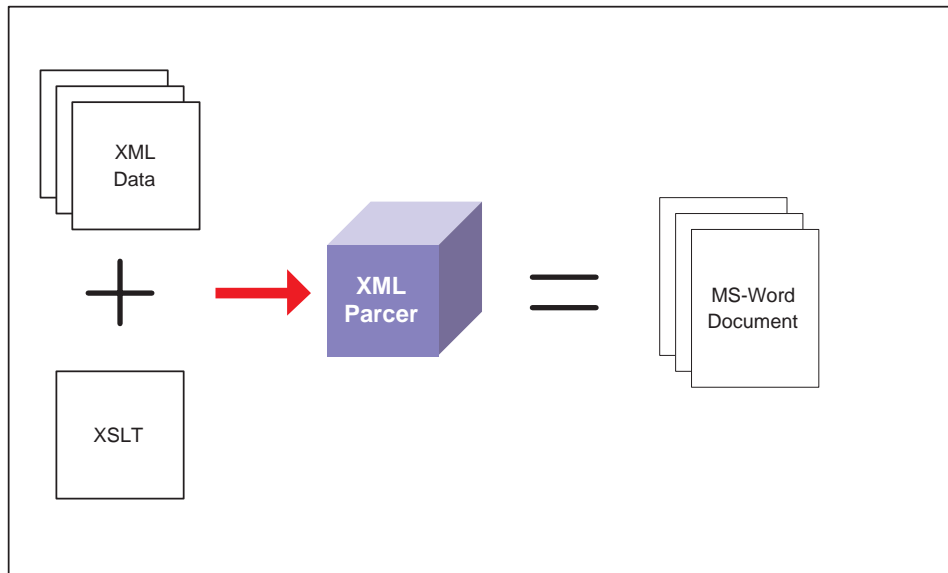 XML
Data
XSLT
XML
Parcer
MS-Word
Document